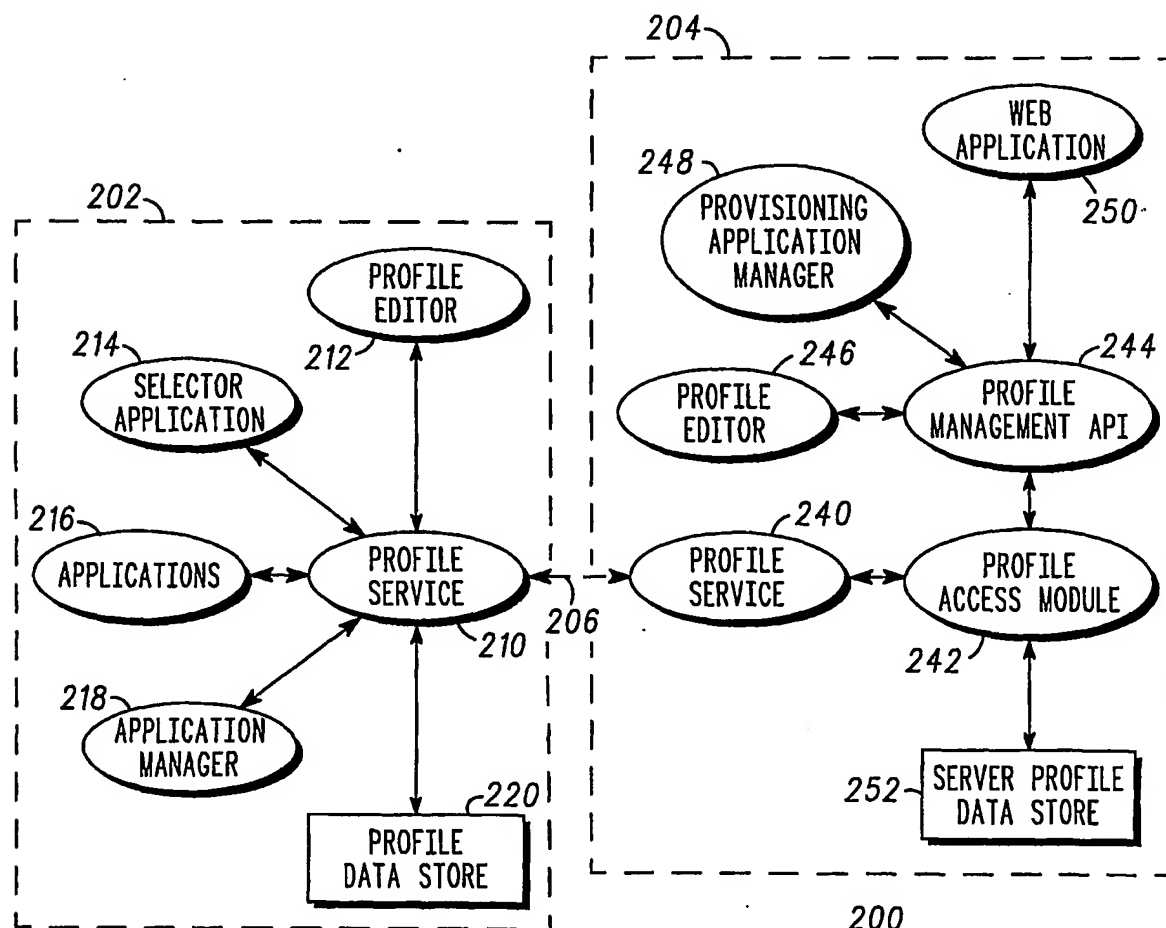 204
WEB
APPLICATION
250
248
PROVISIONING
APPLICATION
MANAGER
202
PROFILE
EDITOR
212
214
SELECTOR
APPLICATION
246
PROFILE
EDITOR
244
PROFILE
MANAGEMENT API
216
APPLICATIONS
PROFILE
SERVICE
210
206
240
PROFILE
SERVICE
PROFILE
ACCESS MODULE
242
218
APPLICATION
MANAGER
220
PROFILE
DATA STORE
252
SERVER PROFILE
DATA STORE
200